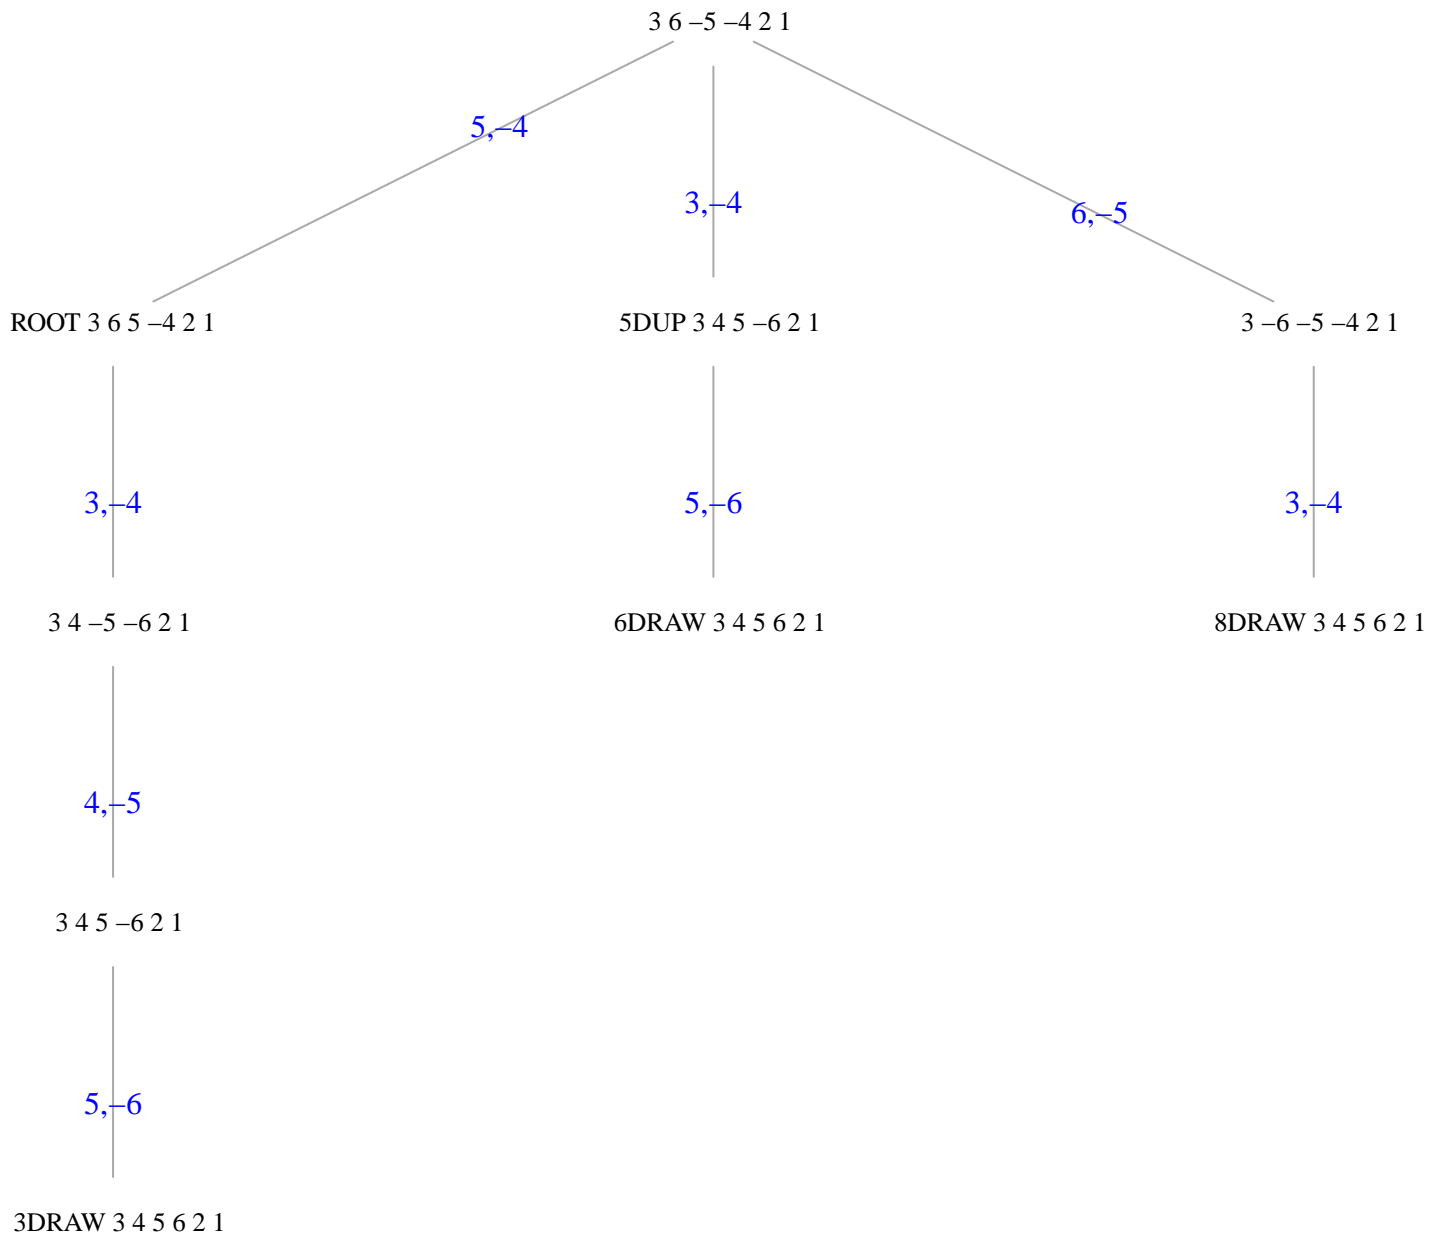 3 6 –5 –4 2 1
5,–4
3,–4
6,–5
ROOT 3 6 5 –4 2 1
5DUP 3 4 5 –6 2 1
3 –6 –5 –4 2 1
3,–4
5,–6
3,–4
3 4 –5 –6 2 1
6DRAW 3 4 5 6 2 1
8DRAW 3 4 5 6 2 1
4,–5
3 4 5 –6 2 1
5,–6
3DRAW 3 4 5 6 2 1